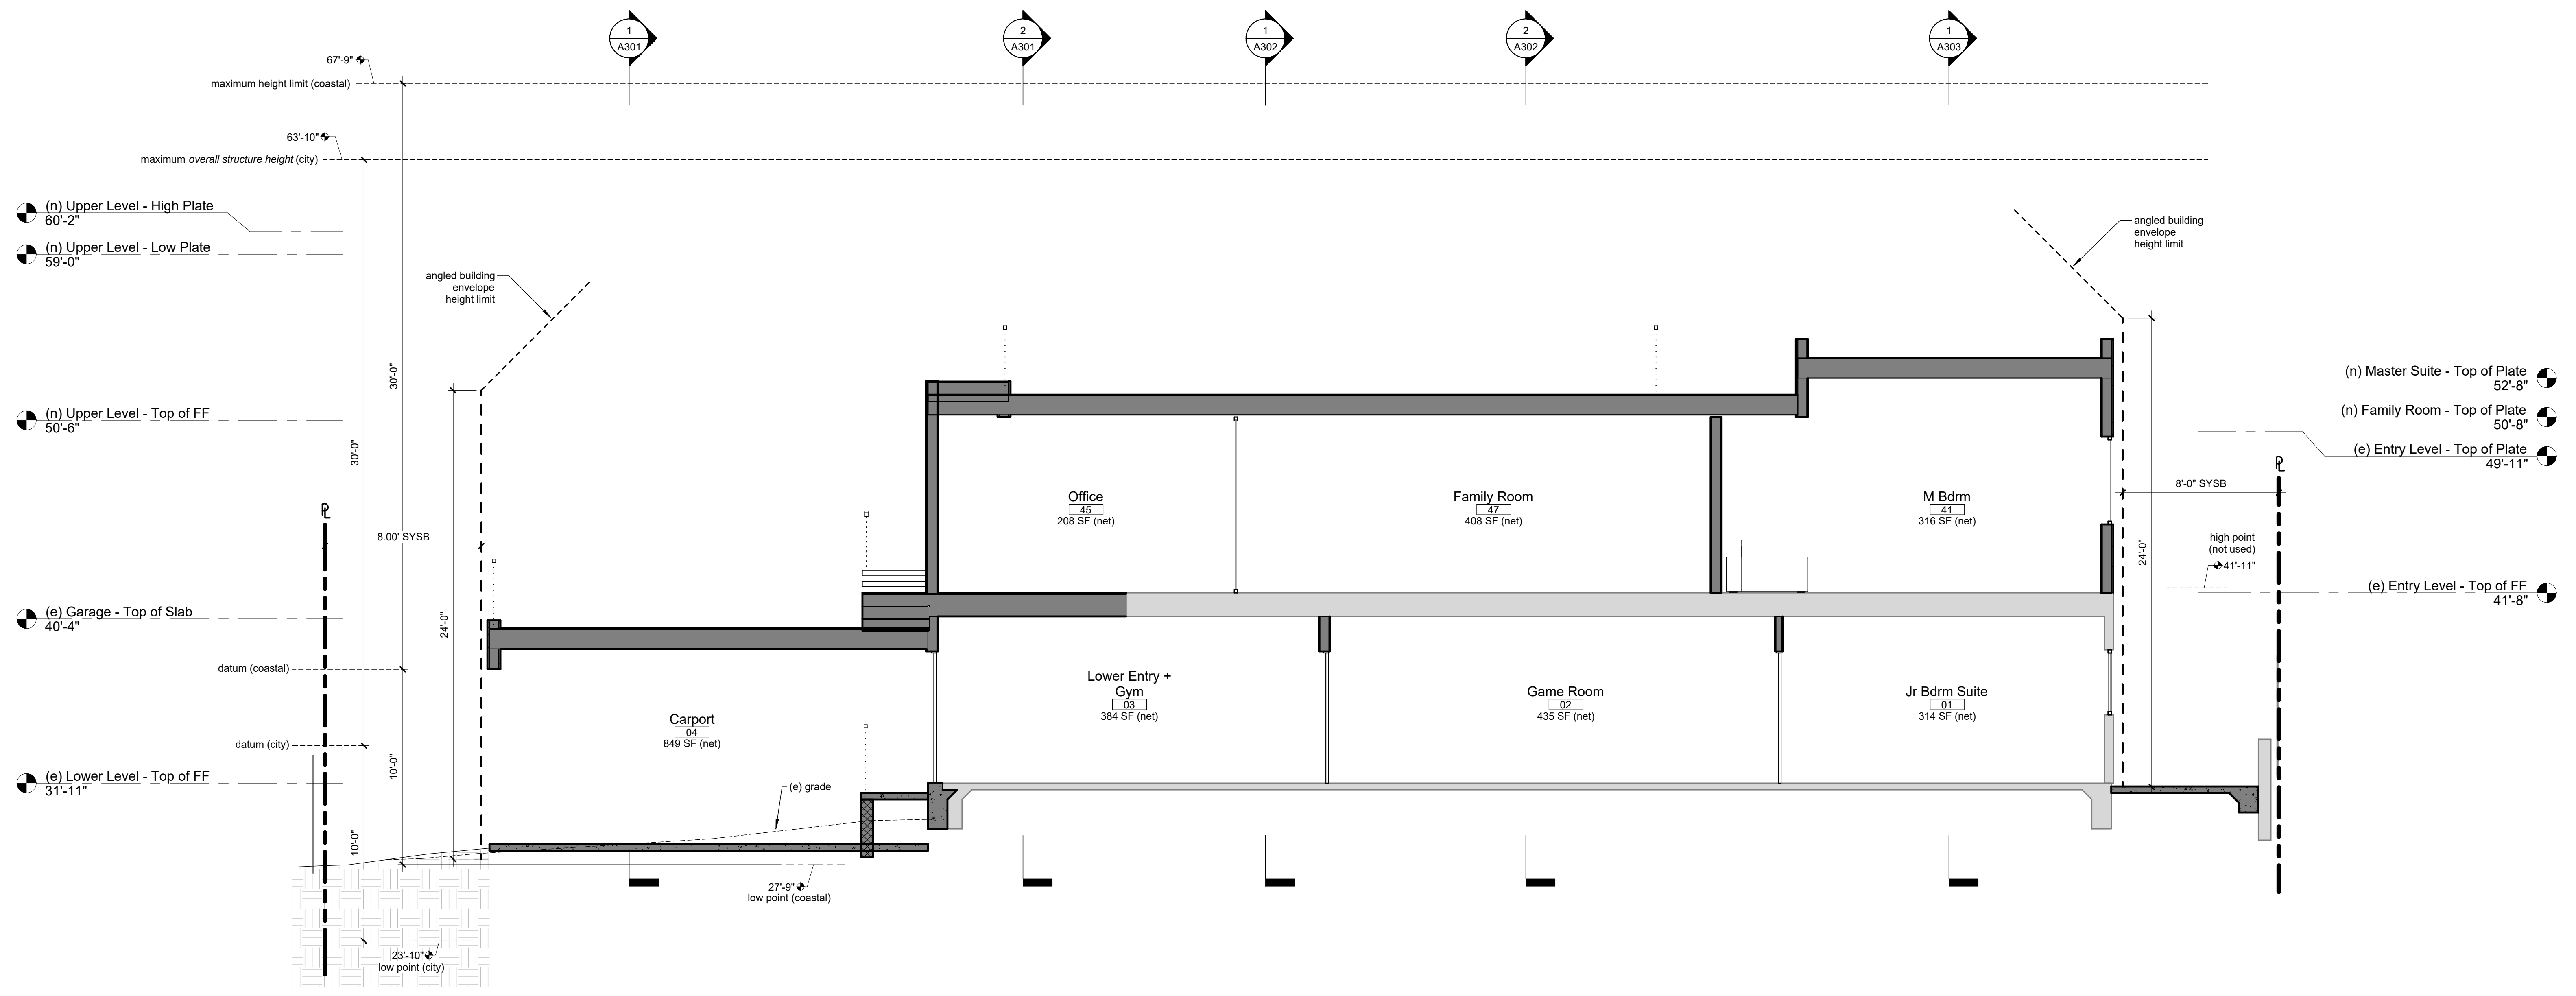 1
A301
2
A301
1
A302
2
A302
1
A303
67'-9"
maximum height limit (coastal)
63'-10"
maximum overall structure height (city)
(n) Upper Level - High Plate
60'-2"
(n) Upper Level - Low Plate
59'-0"
angled building
envelope
height limit
angled building
envelope
height limit
(n) Upper Level - Top of FF
50'-6"
30'-0"
30'-0"
(n) Master Suite - Top of Plate
52'-8"
(n) Family Room - Top of Plate
50'-8"
(e) Entry Level - Top of Plate
49'-11"
PL
PL
8.00' SYSB
8'-0" SYSB
Office
45
208 SF (net)
Family Room
47
408 SF (net)
M Bdrm
41
316 SF (net)
high point
(not used)
41'-11"
24'-0"
24'-0"
(e) Entry Level - Top of FF
41'-8"
(e) Garage - Top of Slab
40'-4"
datum (coastal)
datum (city)
Lower Entry +
Gym
03
384 SF (net)
Game Room
02
435 SF (net)
Jr Bdrm Suite
01
314 SF (net)
Carport
04
849 SF (net)
(e) Lower Level - Top of FF
31'-11"
10'-0"
10'-0"
(e) grade
27'-9"
low point (coastal)
23'-10"
low point (city)